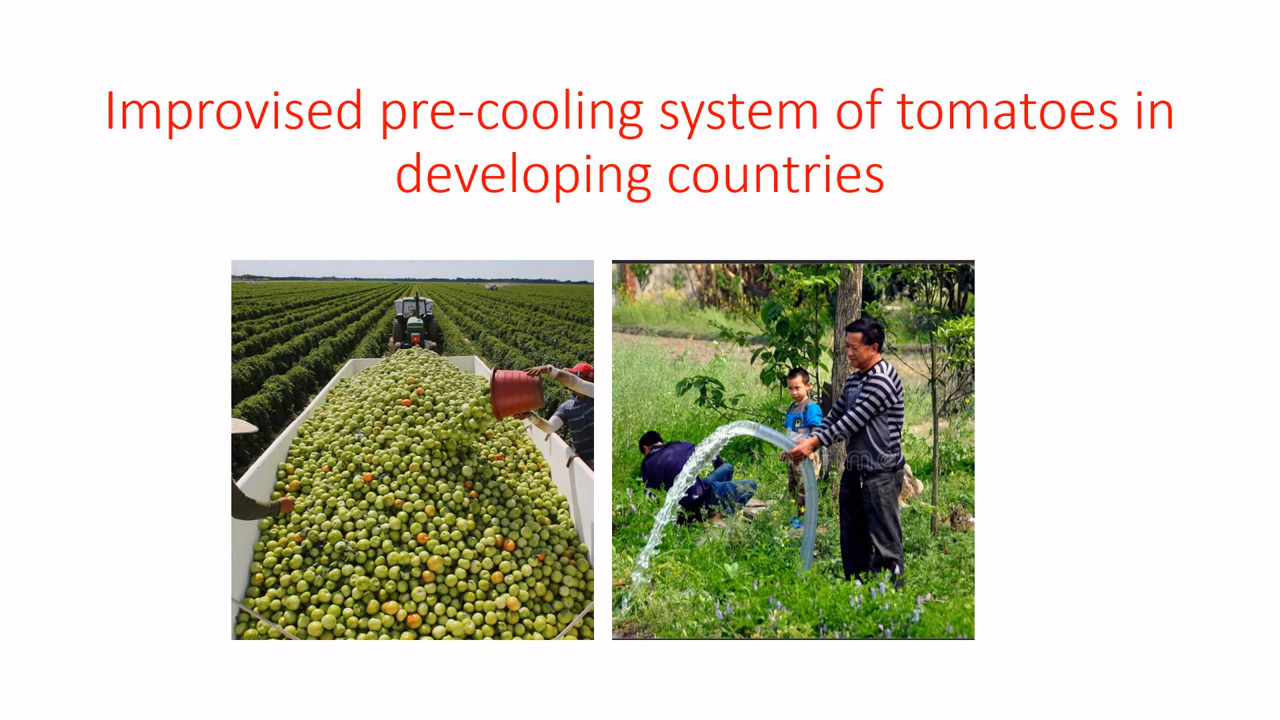 Improvised pre-cooling system of tomatoes in
developing countries